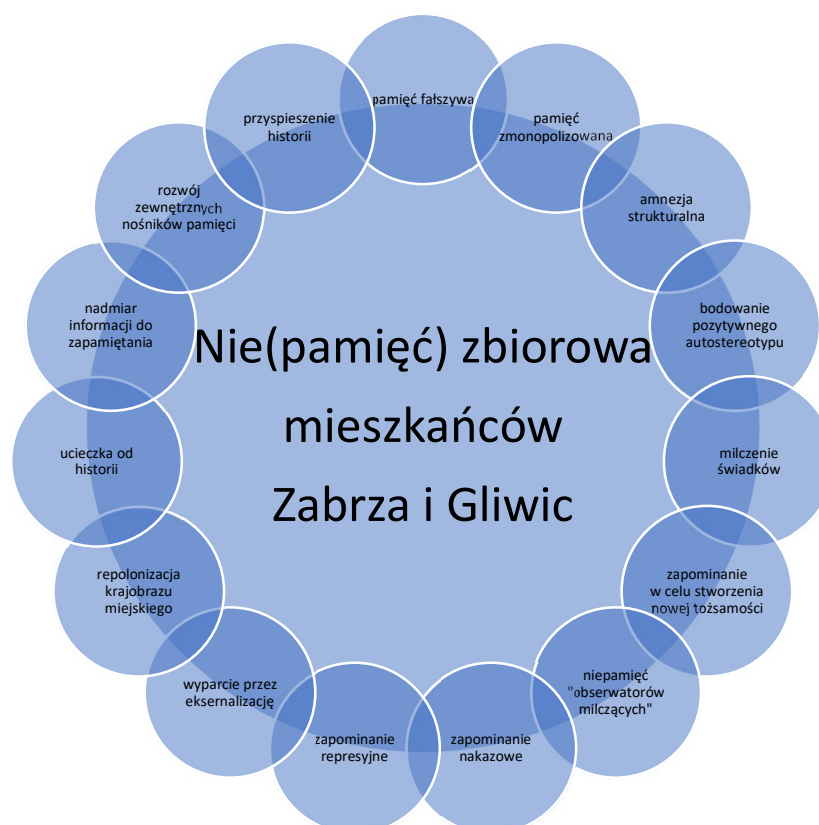 pamięć fałszywa
pamięć
zmonopolizowana
amnezja
strukturalna
bodowanie
pozytywnego
autostereotypu
milczenie
świadków
zapominanie
w celu stworzenia
nowej tożsamości
niepamięć
"obserwatorów
milczących"
zapominanie
nakazowe
zapominanie
represyjne
wyparcie przez
eksernalizację
repolonizacja
krajobrazu
miejskiego
ucieczka od
historii
nadmiar
informacji do
zapamiętania
rozwój
zewnętrznych
nośników pamięci
przyspieszenie
historii
Nie(pamięć) zbiorowa
mieszkańców
Zabrza i Gliwic